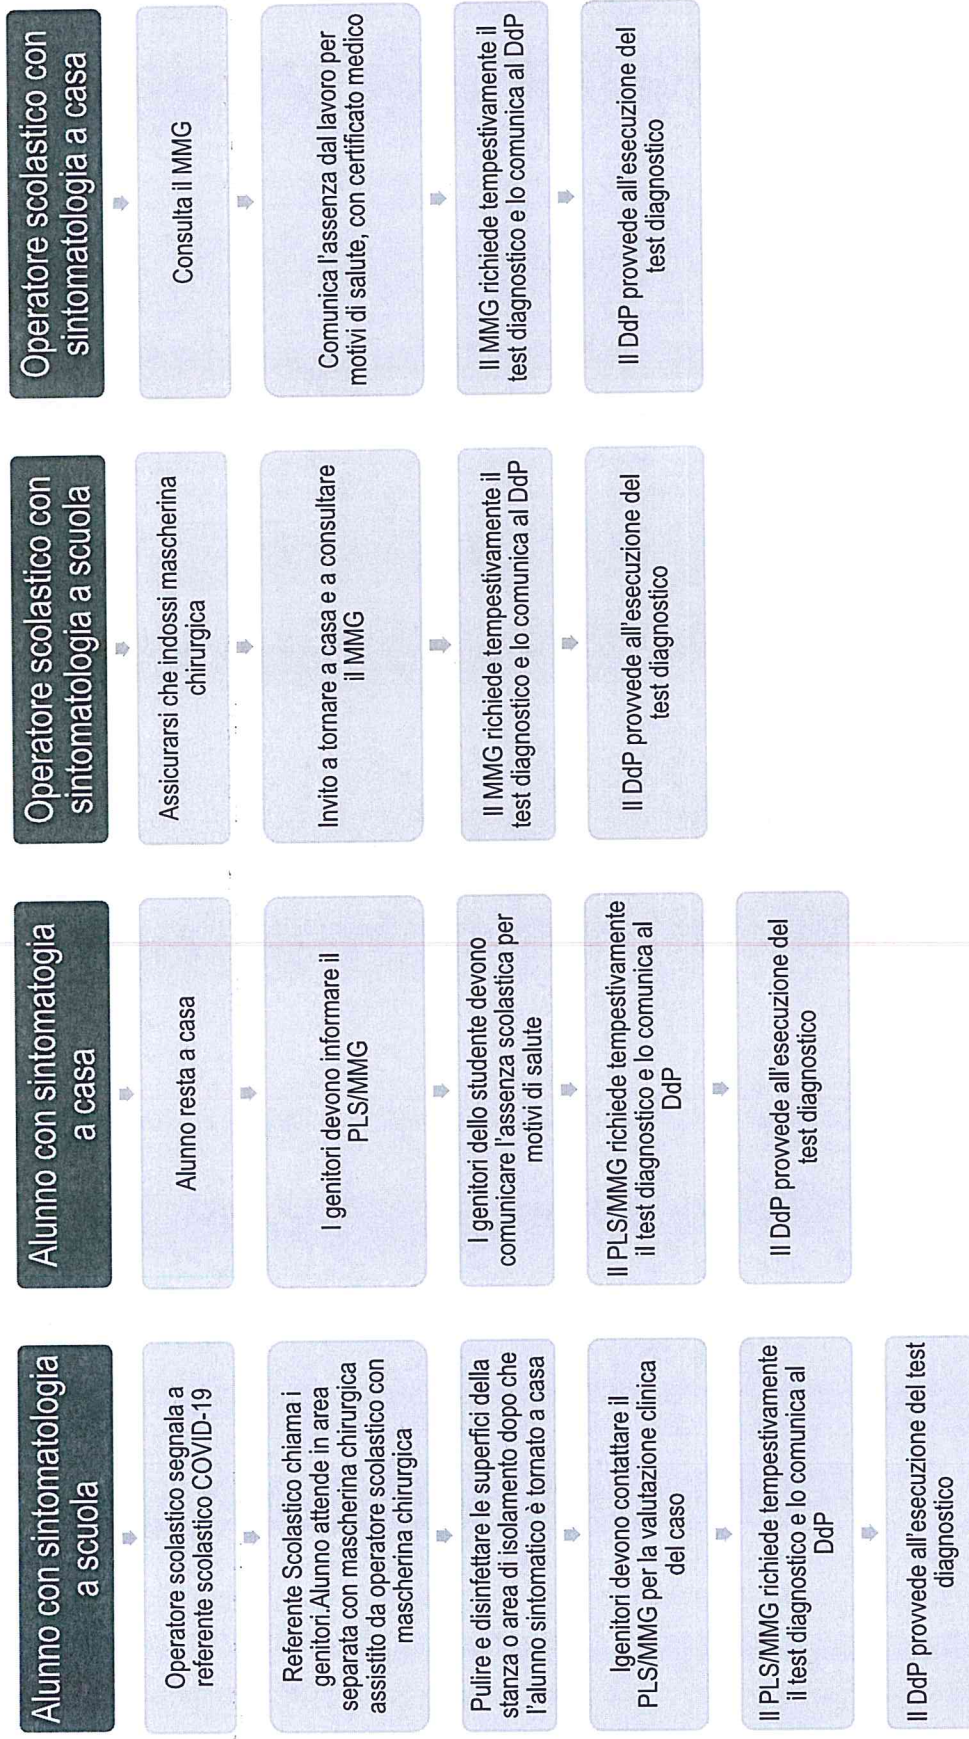 Alunno con sintomatologia
a scuola
Operatore scolastico segnala a
referente scolastico COVID-19
Referente Scolastico chiama i
genitori.Alunno attende in area
separata con mascherina chirurgica
assistito da operatore scolastico con
mascherina chirurgica
Pulire e disinfettare le superfici della
stanza o area di isolamento dopo che
l'alunno sintomatico è tornato a casa
Igenitori devono contattare il
PLS/MMG per la valutazione clinica
del caso
Il PLS/MMG richiede tempestivamente
il test diagnostico e lo comunica al
DdP
Il DdP provvede all'esecuzione del test
diagnostico
Alunno con sintomatogia
a casa
Alunno resta a casa
I genitori devono informare il
PLS/MMG
I genitori dello studente devono
comunicare l'assenza scolastica per
motivi di salute
Il PLS/MMG richiede tempestivamente
il test diagnostico e lo comunica al
DdP
Il DdP provvede all'esecuzione del
test diagnostico
Operatore scolastico con
sintomatologia a scuola
Assicurarsi che indossi mascherina
chirurgica
Invito a tornare a casa e a consultare
il MMG
Il MMG richiede tempestivamente il
test diagnostico e lo comunica al DdP
Il DdP provvede all'esecuzione del
test diagnostico
Operatore scolastico con
sintomatologia a casa
Consulta il MMG
Comunica l'assenza dal lavoro per
motivi di salute, con certificato medico
Il MMG richiede tempestivamente il
test diagnostico e lo comunica al DdP
Il DdP provvede all'esecuzione del
test diagnostico